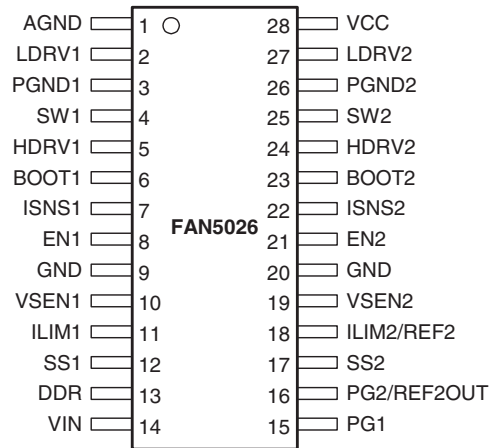 AGND 1 28 VCC
LDRV1 2 27 LDRV2
PGND1 3 26 PGND2
SW1 4 25 SW2
HDRV1 5 24 HDRV2
BOOT1 6 23 BOOT2
ISNS1 7 22 ISNS2
FAN5026
EN1 8 21 EN2
GND 9 20 GND
VSEN1 10 19 VSEN2
ILIM1 11 18 ILIM2/REF2
SS1 12 17 SS2
DDR 13 16 PG2/REF2OUT
VIN 14 15 PG1